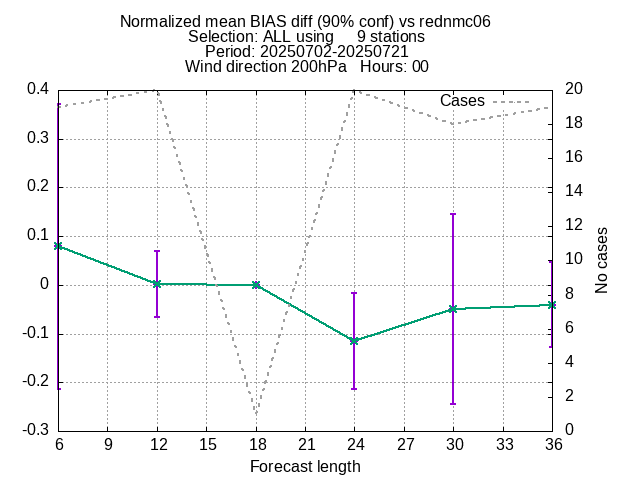 Normalized mean BIAS diff (90% conf) vs rednmc06
Selection: ALL using     9 stations
Period: 20250702-20250721
Wind direction 200hPa   Hours: 00
Cases
0.4
0.3
0.2
0.1
0
-0.1
-0.2
-0.3
20
18
16
14
12
10
8
6
4
2
0
No cases
6 9 12 15 18 21 24 27 30 33 36
Forecast length